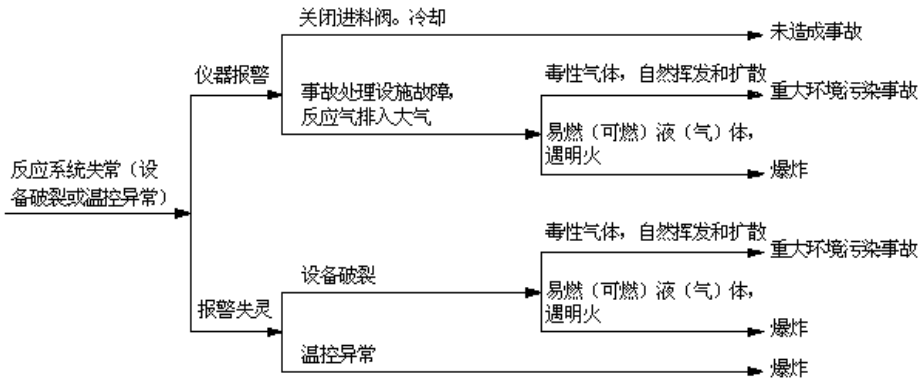 关闭进料阀。冷却
未造成事故
仪器报警
毒性气体，自然挥发和扩散
事故处理设施故障，
重大环境污染事故
反应气排入大气
易燃（可燃）液（气）体，
遇明火
反应系统失常（设
爆炸
备破裂或温控异常）
毒性气体，自然挥发和扩散
重大环境污染事故
设备破裂
易燃（可燃）液（气）体，
报警失灵
遇明火
爆炸
温控异常
爆炸